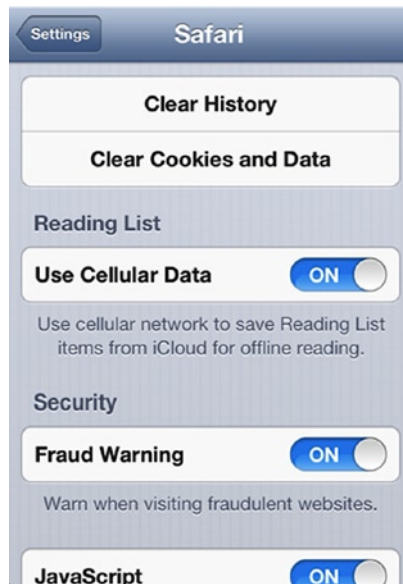 Settings
Safari
Clear History
Clear Cookies and Data
Reading List
Use Cellular Data
ON
Use cellular network to save Reading List
items from iCloud for offline reading.
Security
Fraud Warning
ON
Warn when visiting fraudulent websites.
JavaScript
ON